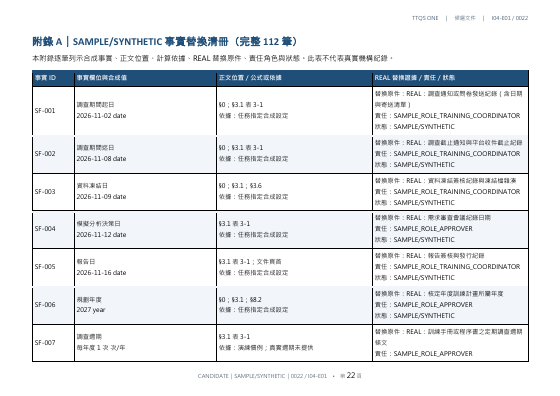 TTQS ONE | 候選文件 | I04-E01 / 0022
附錄 A｜SAMPLE/SYNTHETIC 事實替換清冊（完整 112 筆）
本附錄逐筆列示合成事實、正文位置、計算依據、REAL 替換原件、責任角色與狀態。此表不代表真實機構紀錄。
事實 ID 事實欄位與合成值 正文位置 / 公式或依據 REAL 替換證據 / 責任 / 狀態
SF-001
調查期間起日
2026-11-02 date
§0；§3.1 表 3-1
依據：任務指定合成設定
替換原件：REAL：調查通知或問卷發送紀錄（含日期
與寄送清單）
責任：SAMPLE_ROLE_TRAINING_COORDINATOR
狀態：SAMPLE/SYNTHETIC
SF-002
調查期間迄日
2026-11-08 date
§0；§3.1 表 3-1
依據：任務指定合成設定
替換原件：REAL：調查截止通知與平台收件截止紀錄
責任：SAMPLE_ROLE_TRAINING_COORDINATOR
狀態：SAMPLE/SYNTHETIC
SF-003
資料凍結日
2026-11-09 date
§0；§3.1；§3.6
依據：任務指定合成設定
替換原件：REAL：資料凍結簽核紀錄與凍結檔雜湊
責任：SAMPLE_ROLE_TRAINING_COORDINATOR
狀態：SAMPLE/SYNTHETIC
SF-004
模擬分析決策日
2026-11-12 date
§3.1 表 3-1
依據：任務指定合成設定
替換原件：REAL：需求審查會議紀錄日期
責任：SAMPLE_ROLE_APPROVER
狀態：SAMPLE/SYNTHETIC
SF-005
報告日
2026-11-16 date
§3.1 表 3-1；文件頁首
依據：任務指定合成設定
替換原件：REAL：報告簽核與發行紀錄
責任：SAMPLE_ROLE_TRAINING_COORDINATOR
狀態：SAMPLE/SYNTHETIC
SF-006
規劃年度
2027 year
§0；§3.1；§8.2
依據：任務指定合成設定
替換原件：REAL：核定年度訓練計畫所屬年度
責任：SAMPLE_ROLE_APPROVER
狀態：SAMPLE/SYNTHETIC
SF-007
調查週期
每年度 1 次 次/年
§3.1 表 3-1
依據：演練慣例；真實週期未提供
替換原件：REAL：訓練手冊或程序書之定期調查週期
條文
責任：SAMPLE_ROLE_APPROVER
CANDIDATE | SAMPLE/SYNTHETIC | 0022 / I04-E01 • 第 22 頁